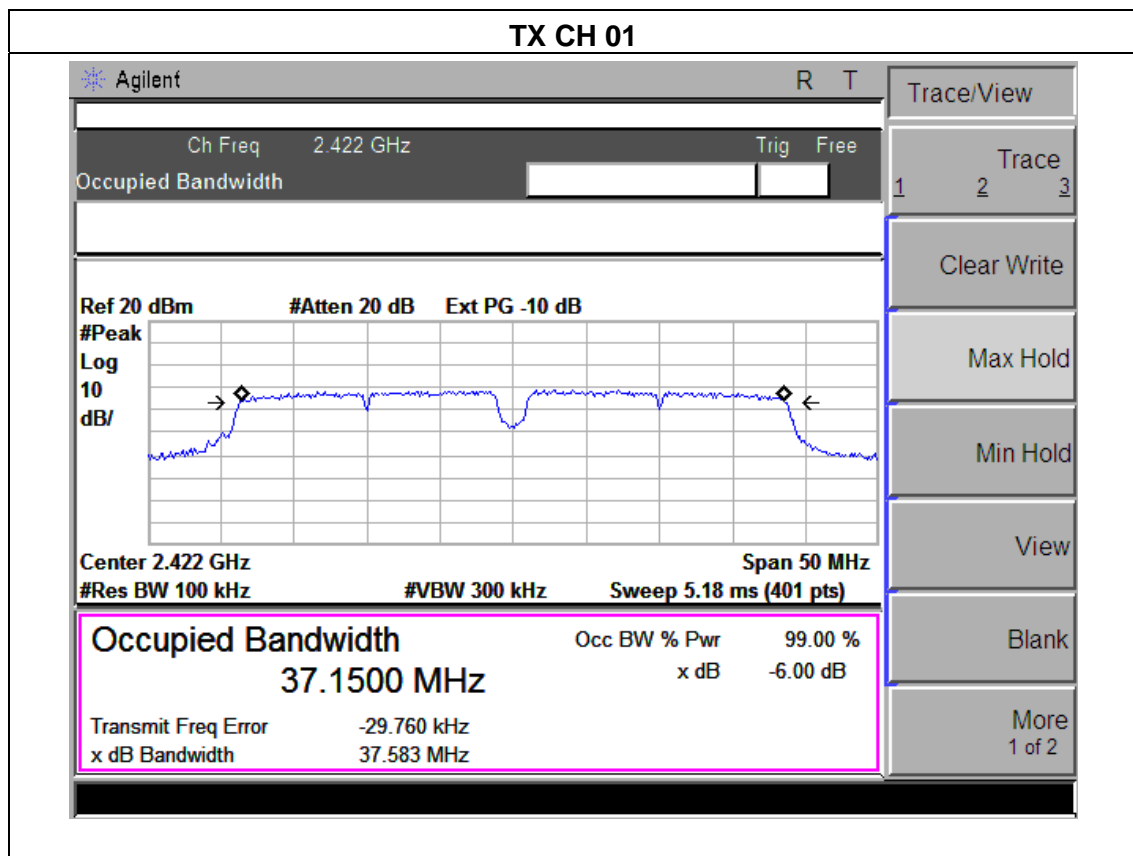 TX CH 01
Agilent R T
Ch Freq 2.422 GHz Trig Free
Occupied Bandwidth
Ref 20 dBm #Atten 20 dB Ext PG -10 dB
#Peak
Log
10
dB/
Center 2.422 GHz Span 50 MHz
#Res BW 100 kHz #VBW 300 kHz Sweep 5.18 ms (401 pts)
Occupied Bandwidth Occ BW % Pwr 99.00 %
37.1500 MHz x dB -6.00 dB
Transmit Freq Error -29.760 kHz
x dB Bandwidth 37.583 MHz
Trace/View
Trace
1 2 3
Clear Write
Max Hold
Min Hold
View
Blank
More
1 of 2